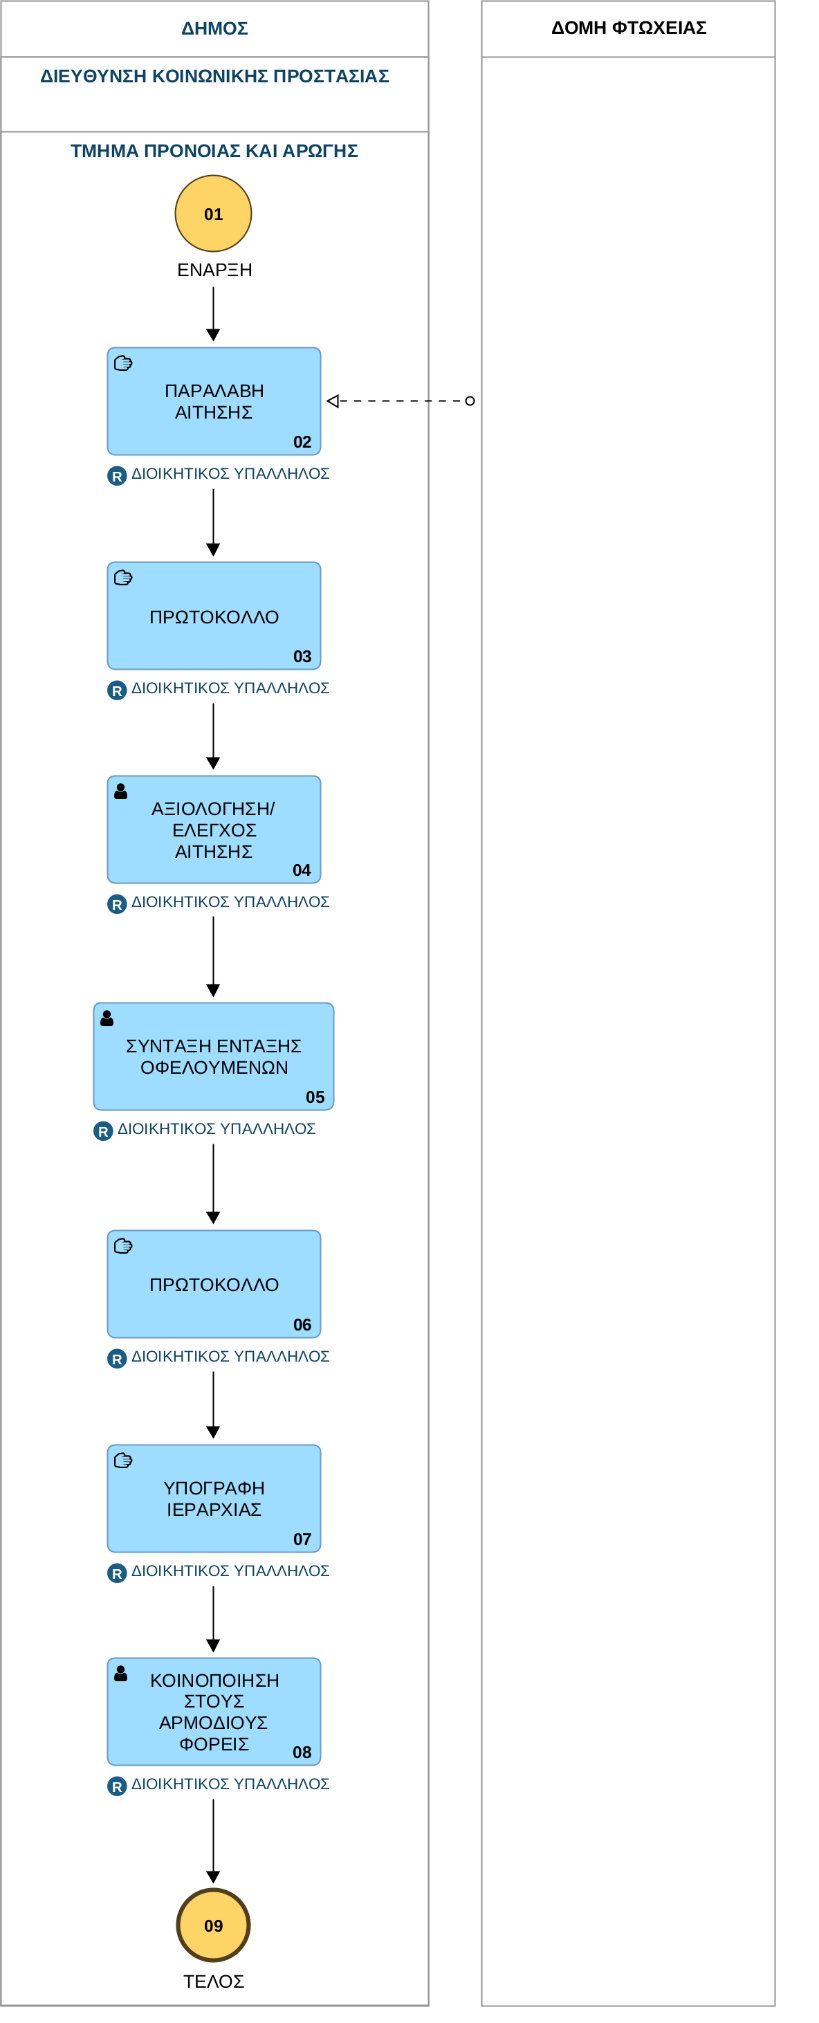 ΔΗΜΟΣ
ΔΟΜΗ ΦΤΩΧΕΙΑΣ
ΔΙΕΥΘΥΝΣΗ ΚΟΙΝΩΝΙΚΗΣ ΠΡΟΣΤΑΣΙΑΣ
ΤΜΗΜΑ ΠΡΟΝΟΙΑΣ ΚΑΙ ΑΡΩΓΗΣ
01
ΕΝΑΡΞΗ
ΠΑΡΑΛΑΒΗ
ΑΙΤΗΣΗΣ
02
R ΔΙΟΙΚΗΤΙΚΟΣ ΥΠΑΛΛΗΛΟΣ
ΠΡΩΤΟΚΟΛΛΟ
03
R ΔΙΟΙΚΗΤΙΚΟΣ ΥΠΑΛΛΗΛΟΣ
ΑΞΙΟΛΟΓΗΣΗ/
ΕΛΕΓΧΟΣ
ΑΙΤΗΣΗΣ
04
R ΔΙΟΙΚΗΤΙΚΟΣ ΥΠΑΛΛΗΛΟΣ
ΣΥΝΤΑΞΗ ΕΝΤΑΞΗΣ
ΟΦΕΛΟΥΜΕΝΩΝ
05
R ΔΙΟΙΚΗΤΙΚΟΣ ΥΠΑΛΛΗΛΟΣ
ΠΡΩΤΟΚΟΛΛΟ
06
R ΔΙΟΙΚΗΤΙΚΟΣ ΥΠΑΛΛΗΛΟΣ
ΥΠΟΓΡΑΦΗ
ΙΕΡΑΡΧΙΑΣ
07
R ΔΙΟΙΚΗΤΙΚΟΣ ΥΠΑΛΛΗΛΟΣ
ΚΟΙΝΟΠΟΙΗΣΗ
ΣΤΟΥΣ
ΑΡΜΟΔΙΟΥΣ
ΦΟΡΕΙΣ
08
R ΔΙΟΙΚΗΤΙΚΟΣ ΥΠΑΛΛΗΛΟΣ
09
ΤΕΛΟΣ